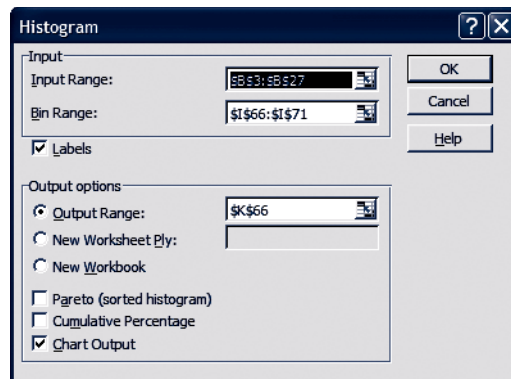 Histogram
Input
Input Range:
$B$3:$B$27
Bin Range:
$I$66:$I$71
Labels
OK
Cancel
Help
Output options
Output Range:
$K$66
New Worksheet Ply:
New Workbook
Pareto (sorted histogram)
Cumulative Percentage
Chart Output